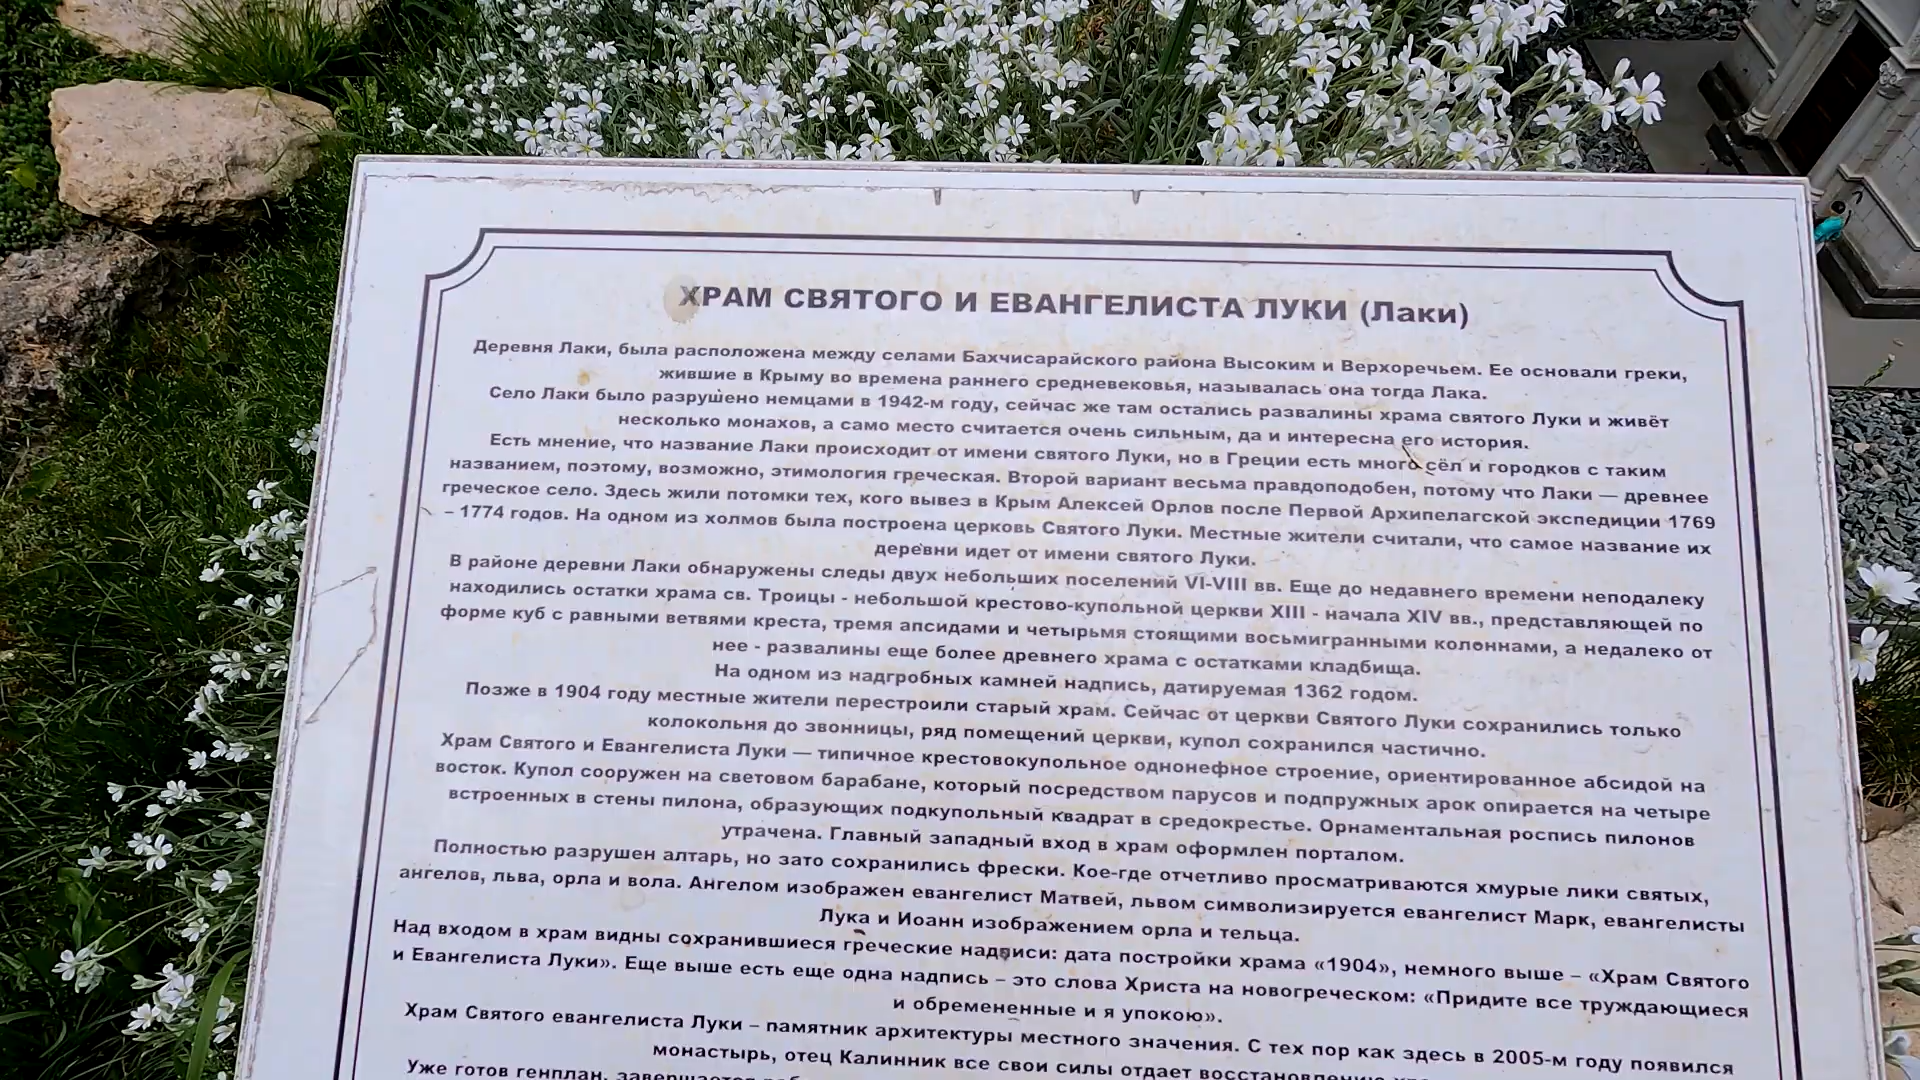 ХРАМ СВЯТОГО И ЕВАНГЕЛИСТА ЛУКИ (Лаки)
Деревня Лаки, была расположена между селами Бахчисарайского района Высоким и Верхоречьем. Ее основали греки,
жившие в Крыму во времена раннего средневековья, называлась она тогда Лака.
Село Лаки было разрушено немцами в 1942-м году, сейчас же там остались развалины храма святого Луки и живёт
несколько монахов, а само место считается очень сильным, да и интересна его история.
Есть мнение, что название Лаки происходит от имени святого Луки, но в Греции есть много сёл и городков с таким
названием, поэтому, возможно, этимология греческая. Второй вариант весьма правдоподобен, потому что Лаки — древнее
греческое село. Здесь жили потомки тех, кого вывез в Крым Алексей Орлов после Первой Архипелагской экспедиции 1769
– 1774 годов. На одном из холмов была построена церковь Святого Луки. Местные жители считали, что самое название их
деревни идет от имени святого Луки.
В районе деревни Лаки обнаружены следы двух небольших поселений VI-VIII вв. Еще до недавнего времени неподалеку
находились остатки храма св. Троицы - небольшой крестово-купольной церкви XIII - начала XIV вв., представляющей по
форме куб с равными ветвями креста, тремя апсидами и четырьмя стоящими восьмигранными колоннами, а недалеко от
нее - развалины еще более древнего храма с остатками кладбища.
На одном из надгробных камней надпись, датируемая 1362 годом.
Позже в 1904 году местные жители перестроили старый храм. Сейчас от церкви Святого Луки сохранились только
колокольня до звонницы, ряд помещений церкви, купол сохранился частично.
Храм Святого и Евангелиста Луки — типичное крестовокупольное однонефное строение, ориентированное абсидой на
восток. Купол сооружен на световом барабане, который посредством парусов и подпружных арок опирается на четыре
встроенных в стены пилона, образующих подкупольный квадрат в средокрестье. Орнаментальная роспись пилонов
утрачена. Главный западный вход в храм оформлен порталом.
Полностью разрушен алтарь, но зато сохранились фрески. Кое-где отчетливо просматриваются хмурые лики святых,
ангелов, льва, орла и вола. Ангелом изображен евангелист Матвей, львом символизируется евангелист Марк, евангелисты
Лука и Иоанн изображением орла и тельца.
Над входом в храм видны сохранившиеся греческие надписи: дата постройки храма «1904», немного выше – «Храм Святого
и Евангелиста Луки». Еще выше есть еще одна надпись – это слова Христа на новогреческом: «Придите все труждающиеся
и обремененные и я упокою».
Храм Святого евангелиста Луки – памятник архитектуры местного значения. С тех пор как здесь в 2005-м году появился
монастырь, отец Калинник все свои силы отдает восстановлению
Уже готов генплан, завершается